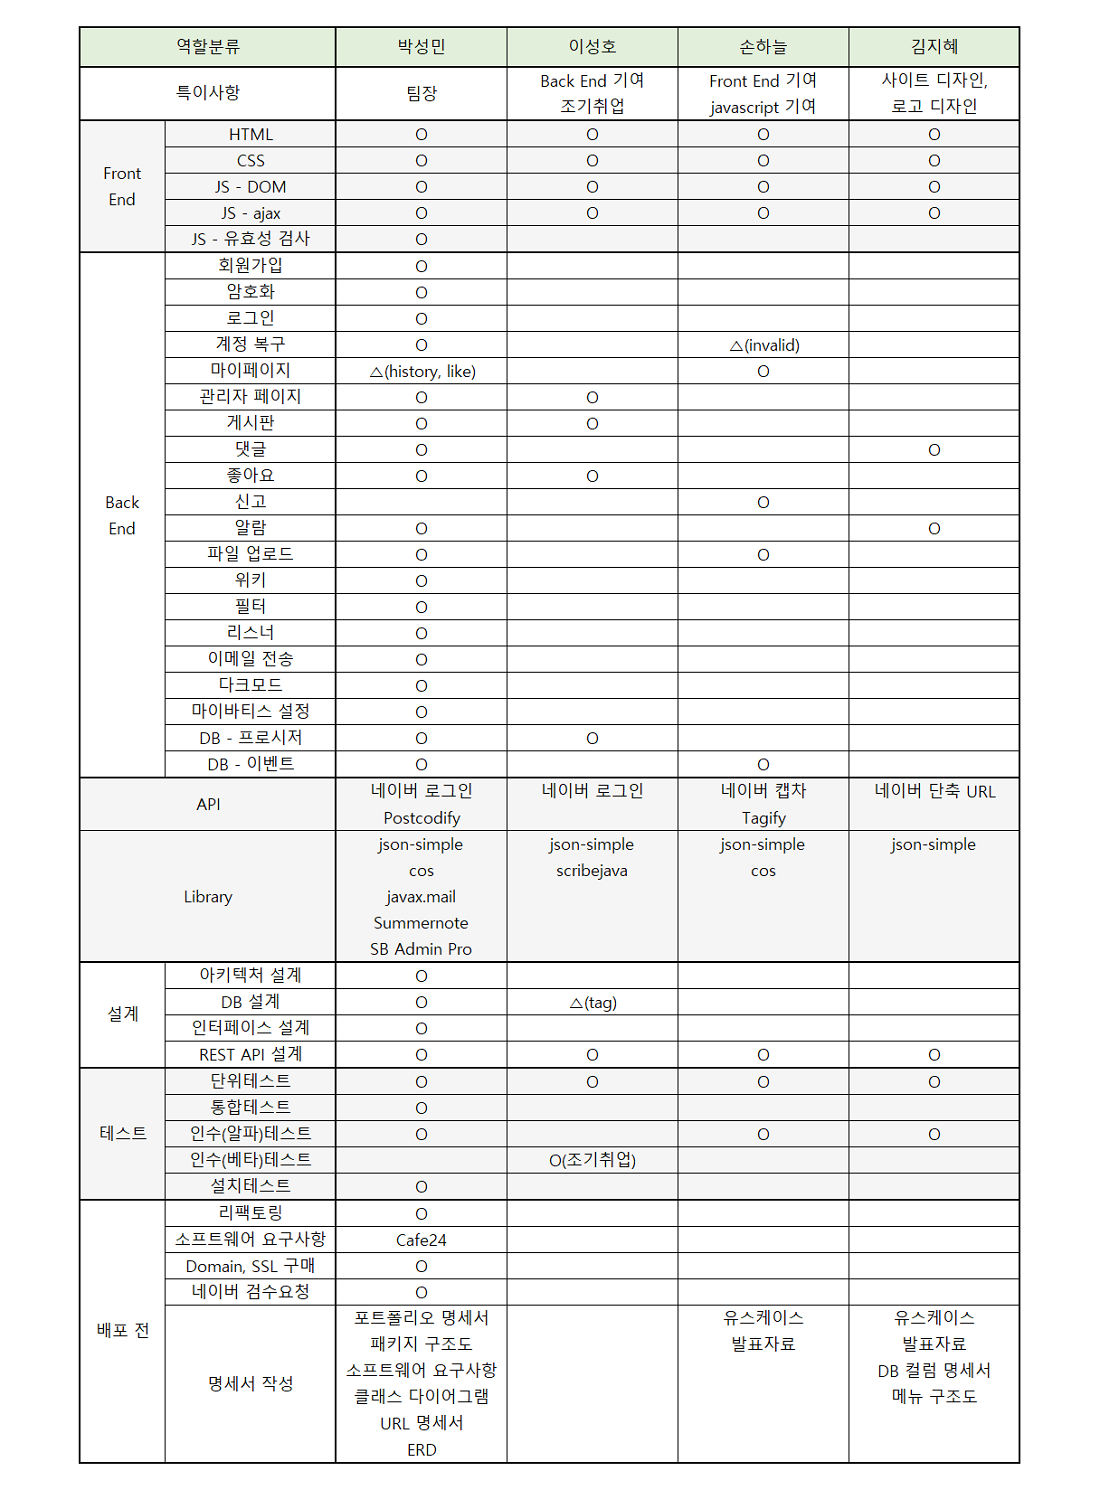 역할분류 박성민 이성호 손하늘 김지혜
특이사항 팀장 Back End 기여 조기취업 Front End 기여 javascript 기여 사이트 디자인, 로고 디자인
Front End
HTML O O O O
CSS O O O O
JS - DOM O O O O
JS - ajax O O O O
JS - 유효성 검사 O
Back End
회원가입 O
암호화 O
로그인 O
계정 복구 O △(invalid)
마이페이지 △(history, like) O
관리자 페이지 O O
게시판 O O
댓글 O O
좋아요 O O
신고 O
알람 O O
파일 업로드 O O
위키 O
필터 O
리스너 O
이메일 전송 O
다크모드 O
마이바티스 설정 O
DB - 프로시저 O O
DB - 이벤트 O O
API
네이버 로그인 네이버 로그인 네이버 캡차 네이버 단축 URL
Postcodify Tagify
Library
json-simple json-simple json-simple json-simple
cos scribejava cos
javax.mail
Summernote
SB Admin Pro
설계
아키텍처 설계 O
DB 설계 O △(tag)
인터페이스 설계 O
REST API 설계 O O O O
테스트
단위테스트 O O O O
통합테스트 O
인수(알파)테스트 O O O
인수(베타)테스트 O(조기취업)
설치테스트 O
배포 전
리팩토링 O
소프트웨어 요구사항 Cafe24
Domain, SSL 구매 O
네이버 검수요청 O
명세서 작성
포트폴리오 명세서 유스케이스 유스케이스
패키지 구조도 발표자료 발표자료
소프트웨어 요구사항 DB 컬럼 명세서
클래스 다이어그램 메뉴 구조도
URL 명세서
ERD